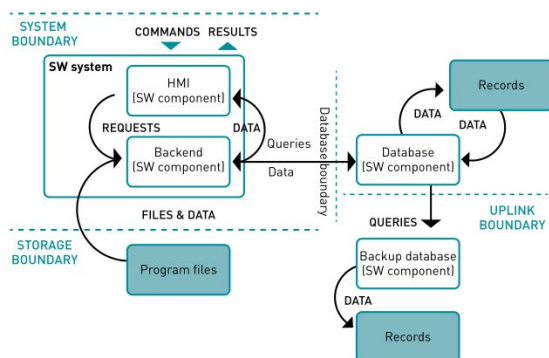 SYSTEM
BOUNDARY
COMMANDS RESULTS
SW system
HMI
(SW component)
REQUESTS
DATA
Backend
(SW component)
Queries
Data
Database boundary
Records
DATA
DATA
Database
(SW component)
FILES & DATA
STORAGE
BOUNDARY
Program files
QUERIES
UPLINK
BOUNDARY
Backup database
(SW component)
DATA
Records